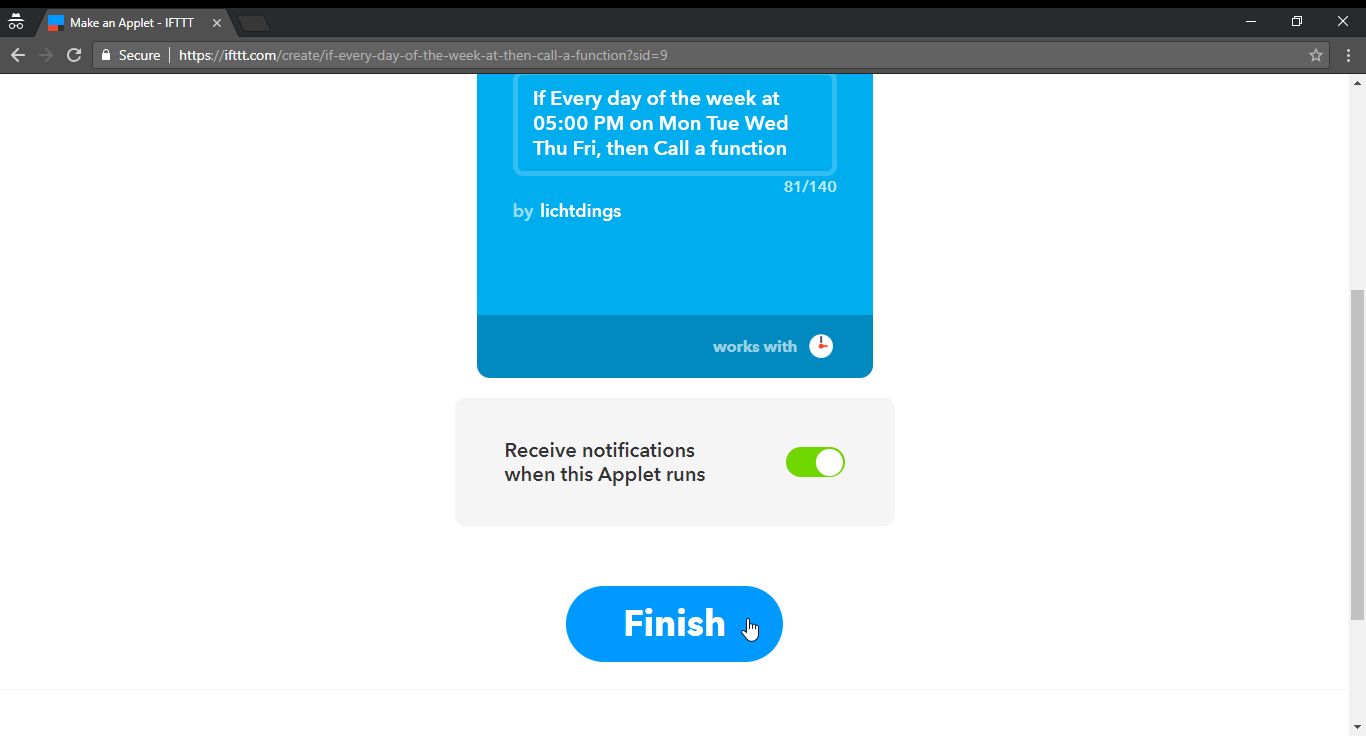 Make an Applet - IFTTT
Secure
https://ifttt.com/create/if-every-day-of-the-week-at-then-call-a-function?sid=9
If Every day of the week at
05:00 PM on Mon Tue Wed
Thu Fri, then Call a function
81/140
by lichtdings
works with
Receive notifications
when this Applet runs
Finish